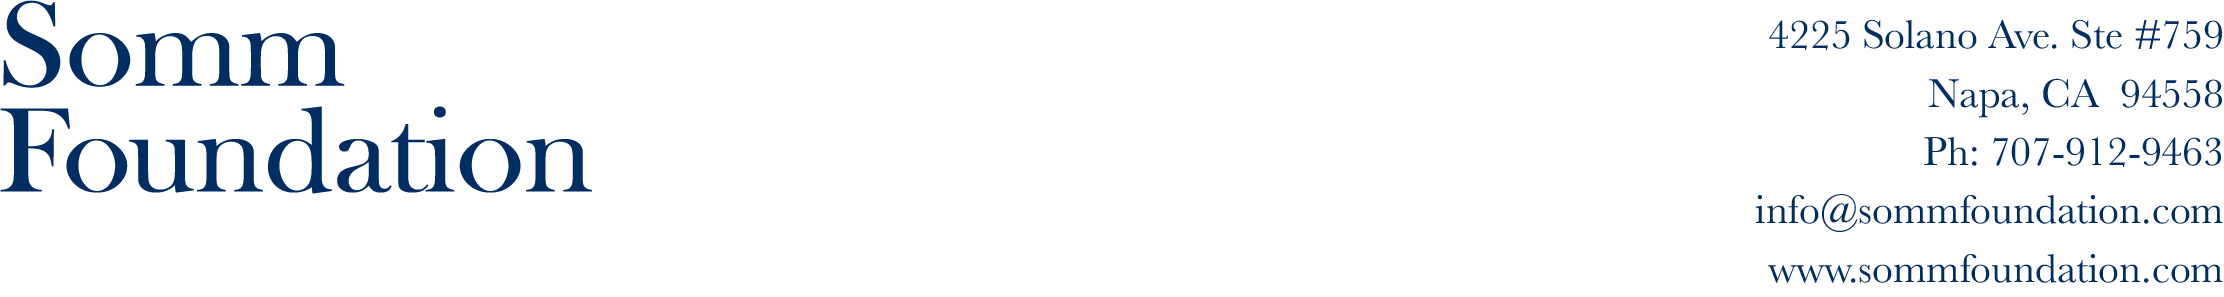 Somm
Foundation
4225 Solano Ave. Ste #759
Napa, CA  94558
Ph: 707-912-9463
info@sommfoundation.com
www.sommfoundation.com